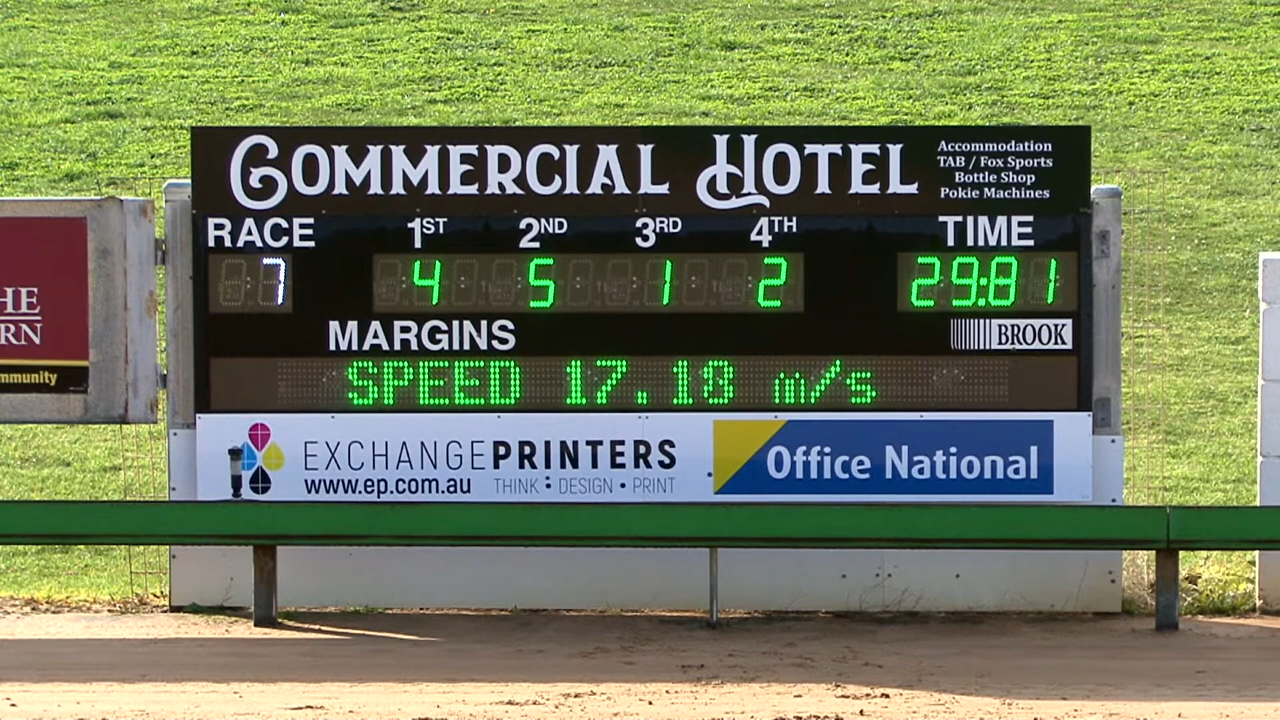 COMMERCIAL HOTEL
Accommodation
TAB / Fox Sports
Bottle Shop
Pokie Machines
RACE 1ST 2ND 3RD 4TH TIME
7 4 5 1 2 29:81
MARGINS
BROOK
SPEED 17.10 m/s
HE
RN
mmunity
EXCHANGEPRINTERS
www.ep.com.au THINK • DESIGN • PRINT
Office National